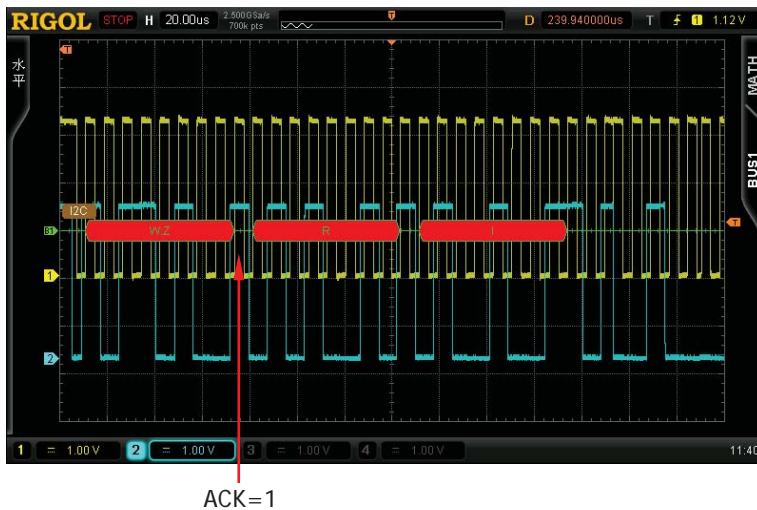 RIGOL STOP H 20.00us 2.500GSa/s 700k pts T D 239.940000us T 1 1.12 V
T
水平
MATH
BUS1
I2C
B1 W:Z R I
T
1
2
1 = 1.00 V 2 = 1.00 V 3 = 1.00 V 4 = 1.00 V 11:40
ACK=1